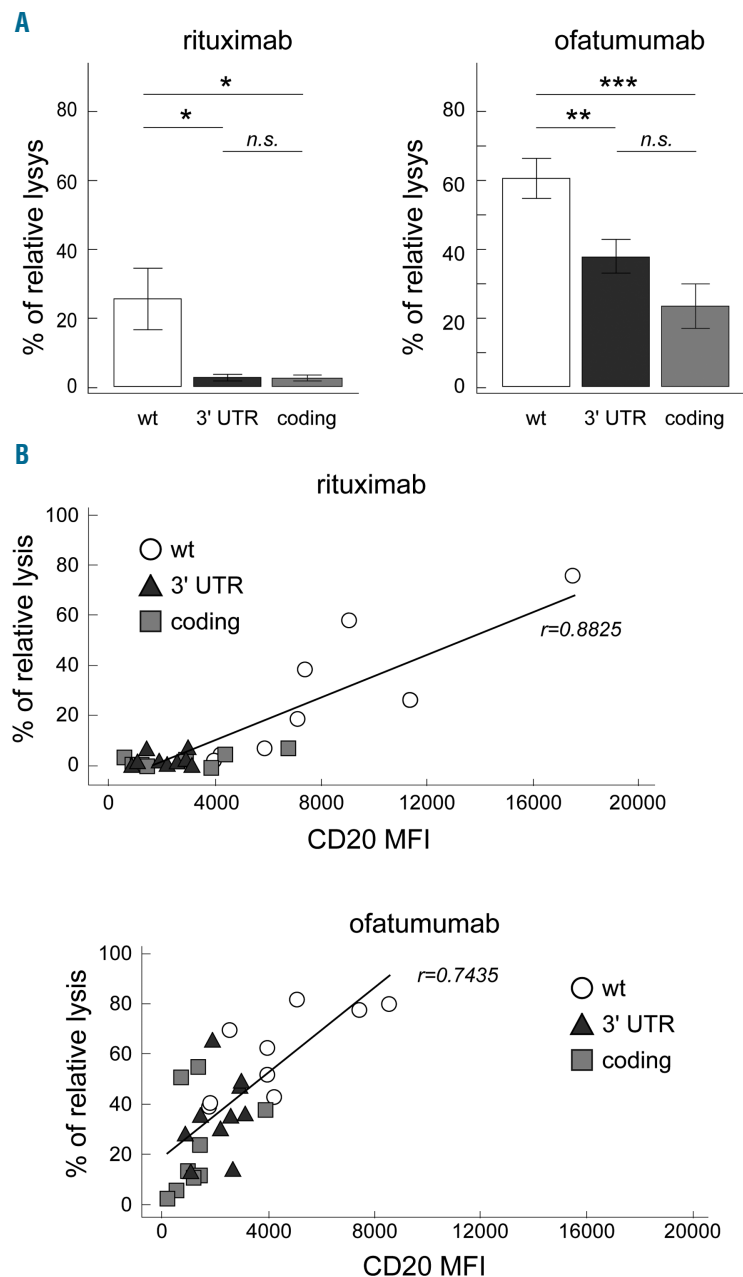 A
rituximab
ofatumumab
% of relative lysys
80
60
40
20
0
*
*
n.s.
wt 3' UTR coding
% of relative lysys
80
60
40
20
0
***
**
n.s.
wt 3' UTR coding
B
rituximab
% of relative lysis
100
80
60
40
20
0
wt
3' UTR
coding
r=0.8825
0 4000 8000 12000 16000 20000
CD20 MFI
ofatumumab
% of relative lysis
100
80
60
40
20
0
r=0.7435
wt
3' UTR
coding
0 4000 8000 12000 16000 20000
CD20 MFI